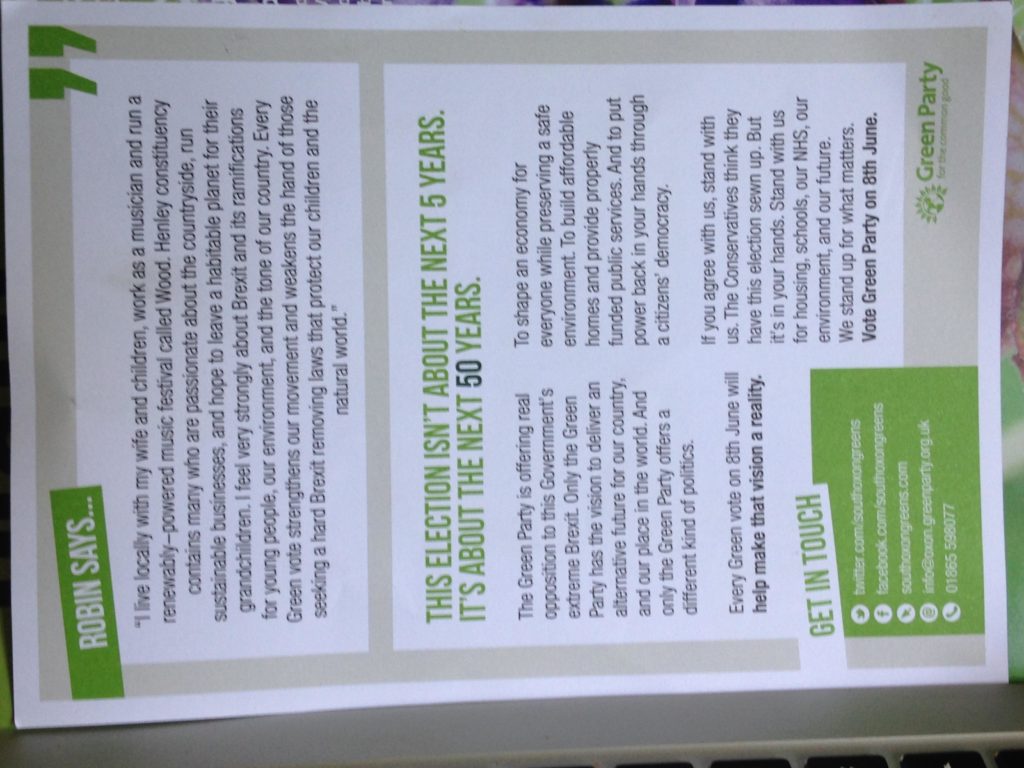 ROBIN SAYS...
"I live locally with my wife and children, work as a musician and run a
renewably–powered music festival called Wood. Henley constituency
contains many who are passionate about the countryside, run
sustainable businesses, and hope to leave a habitable planet for their
grandchildren. I feel very strongly about Brexit and its ramifications
for young people, our environment, and the tone of our country. Every
Green vote strengthens our movement and weakens the hand of those
seeking a hard Brexit removing laws that protect our children and the
natural world."
THIS ELECTION ISN'T ABOUT THE NEXT 5 YEARS.
IT'S ABOUT THE NEXT 50 YEARS.
The Green Party is offering real
opposition to this Government's
extreme Brexit. Only the Green
Party has the vision to deliver an
alternative future for our country,
and our place in the world. And
only the Green Party offers a
different kind of politics.
Every Green vote on 8th June will
help make that vision a reality.
To shape an economy for
everyone while preserving a safe
environment. To build affordable
homes and provide properly
funded public services. And to put
power back in your hands through
a citizens' democracy.
If you agree with us, stand with
us. The Conservatives think they
have this election sewn up. But
it's in your hands. Stand with us
for housing, schools, our NHS, our
environment, and our future.
We stand up for what matters.
Vote Green Party on 8th June.
GET IN TOUCH
twitter.com/southoxongreens
facebook.com/southoxongreens
southoxongreens.com
info@oxon.greenparty.org.uk
01865 598077
Green Party
for the common good